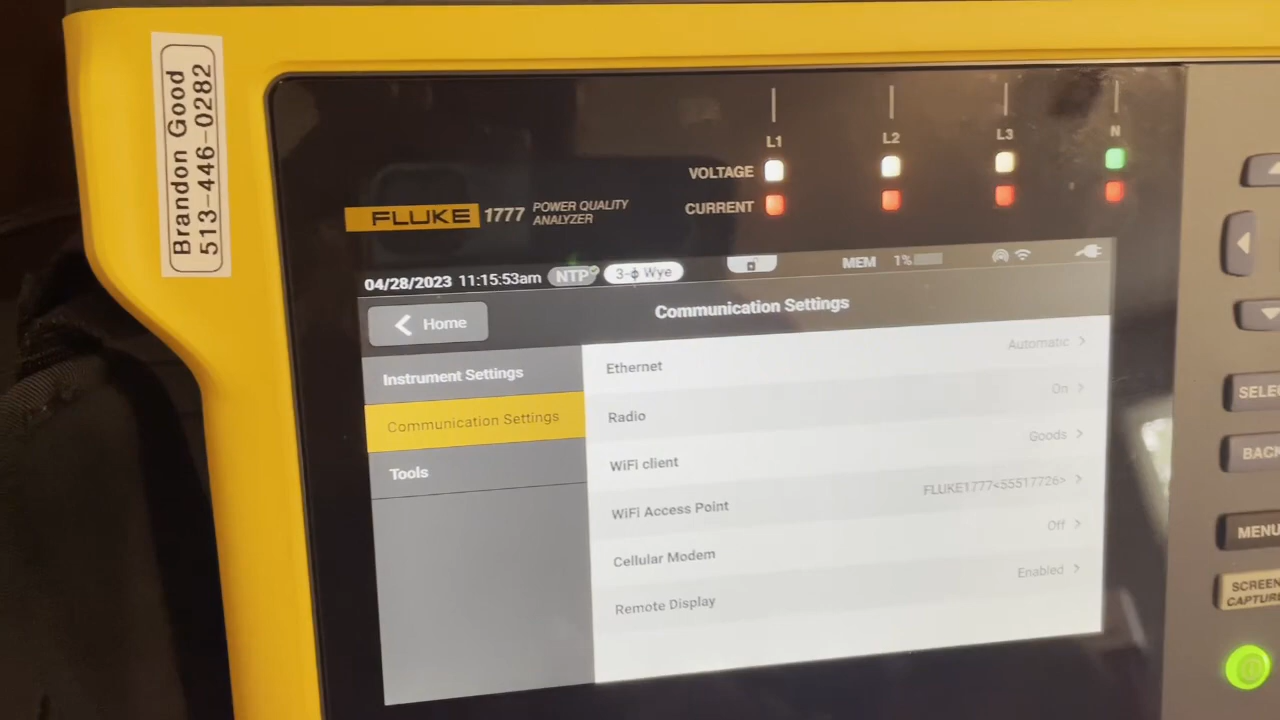 Brandon Good
513-446-0282
L1 L2 L3 N
VOLTAGE
CURRENT
FLUKE 1777 POWER QUALITY
ANALYZER
04/28/2023 11:15:53am NTP 3-ϕ Wye MEM 1%
Home
Communication Settings
Instrument Settings
Communication Settings
Tools
Ethernet Automatic
Radio On
WiFi client Goods
WiFi Access Point FLUKE1777<55517726>
Cellular Modem Off
Remote Display Enabled
BACK
MENU
SCREEN
CAPTURE